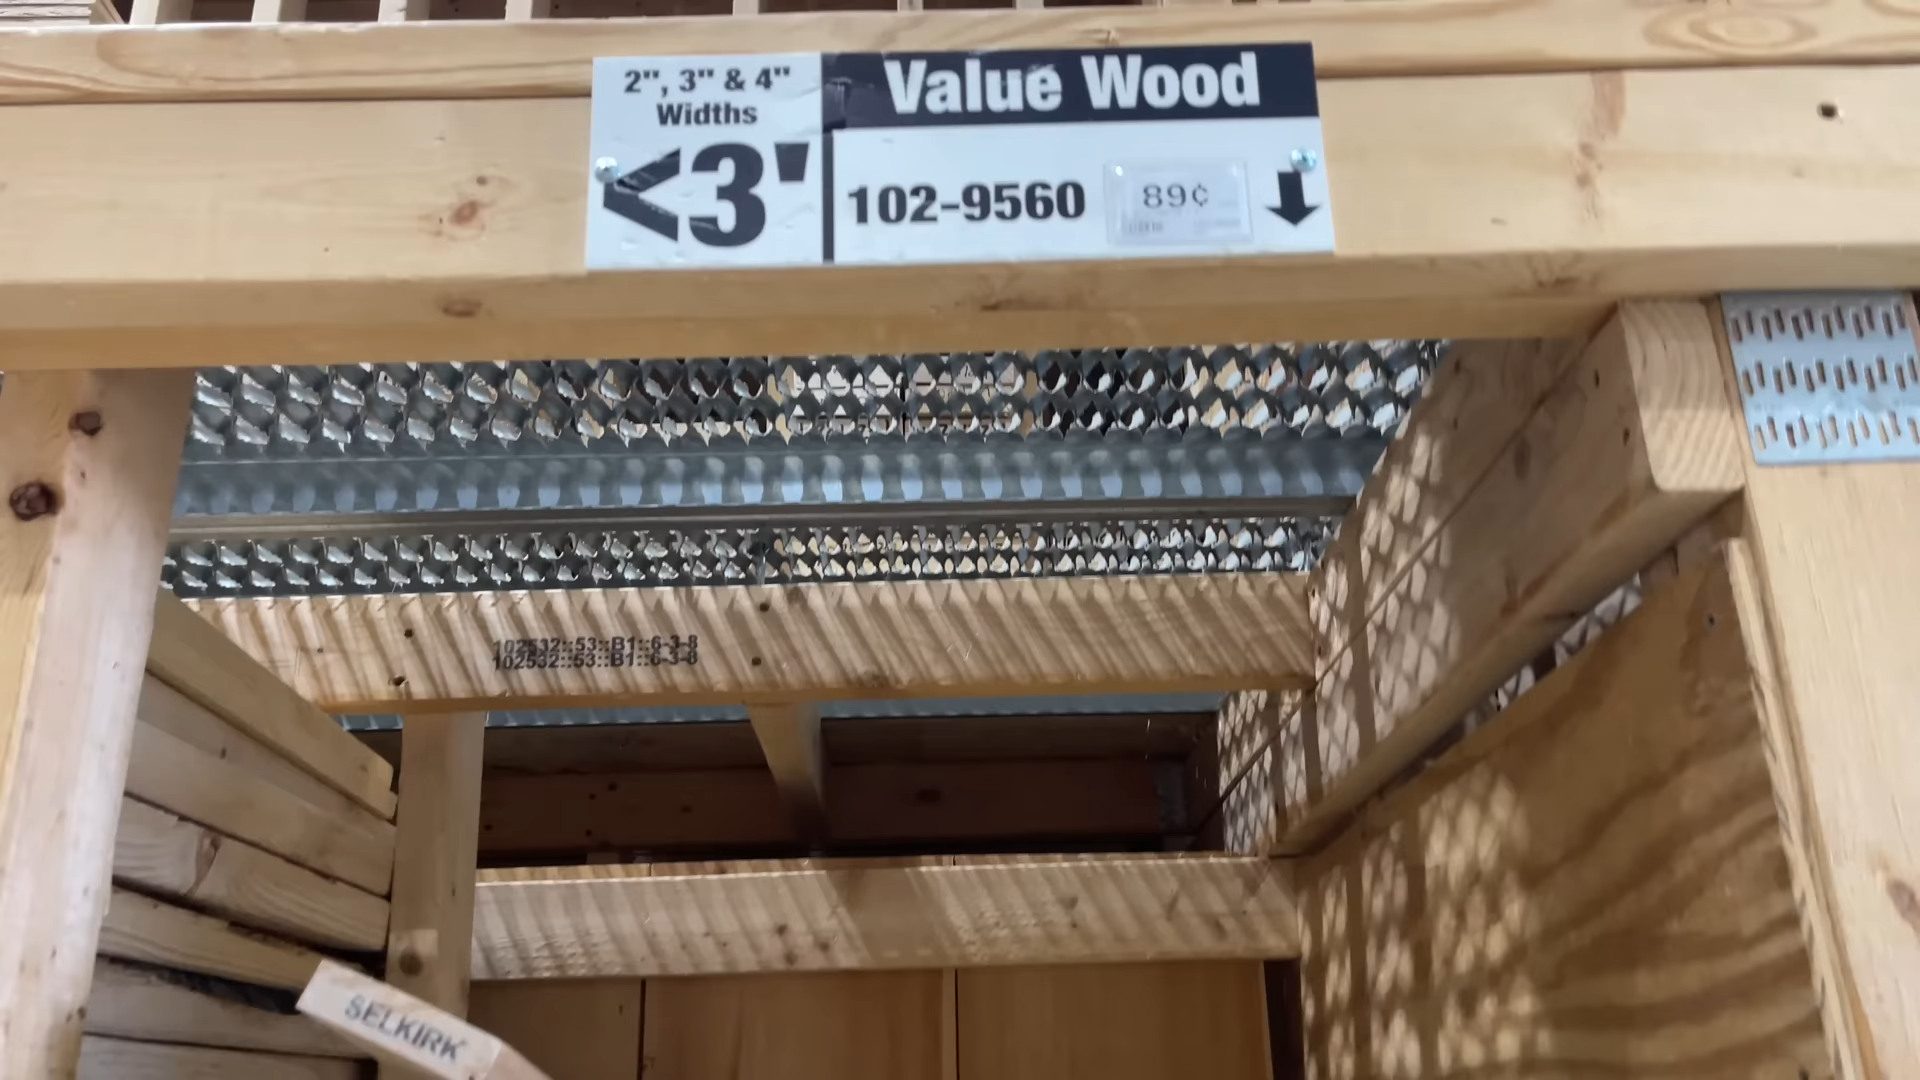 2", 3" & 4"
Widths
<3'
Value Wood
102-9560
89¢
102532::53::B1::6-3-8
102532::53::B1::6-3-8
SELKIRK